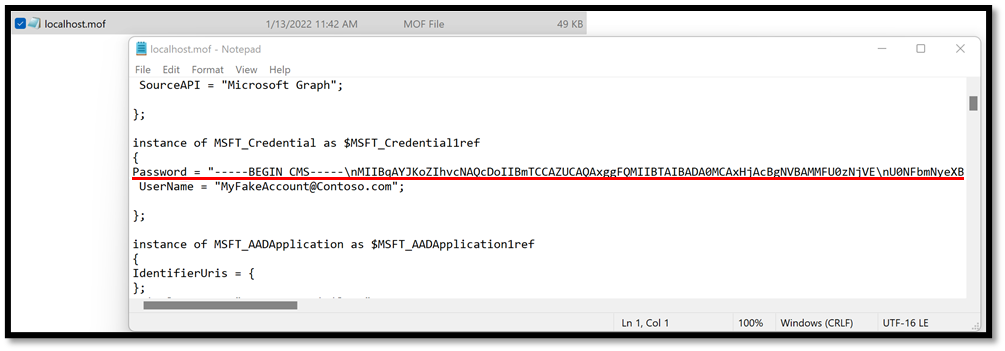 localhost.mof 1/13/2022 11:42 AM MOF File 49 KB
localhost.mof - Notepad
File Edit Format View Help
SourceAPI = "Microsoft Graph";
};
instance of MSFT_Credential as $MSFT_Credential1ref
{
Password = "-----BEGIN CMS-----\nMIIBqAYJKoZIhvcNAQcDoIIBmTCCAZUCAQAxggFQMIIBTAIBADA0MCAxHjAcBgNVBAMMFU0zNjVE\nU0NFbmNyeXB
UserName = "MyFakeAccount@Contoso.com";
};
instance of MSFT_AADApplication as $MSFT_AADApplication1ref
{
IdentifierUris = {
};
Ln 1, Col 1 100% Windows (CRLF) UTF-16 LE